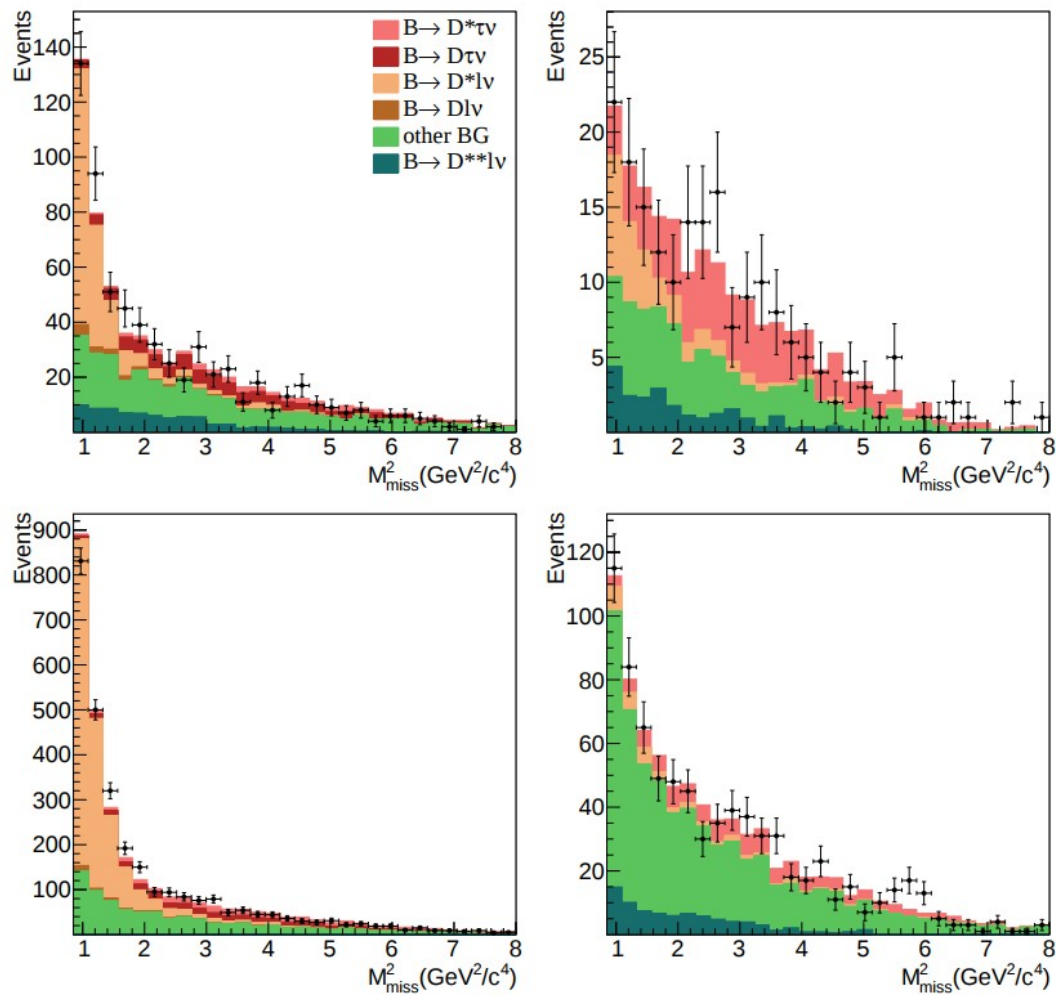 Events
140
120
100
80
60
40
20
1 2 3 4 5 6 7 8
M²miss(GeV²/c⁴)
B→ D*τν
B→ Dτν
B→ D*lν
B→ Dlν
other BG
B→ D**lν
Events
25
20
15
10
5
1 2 3 4 5 6 7 8
M²miss(GeV²/c⁴)
Events
900
800
700
600
500
400
300
200
100
1 2 3 4 5 6 7 8
M²miss(GeV²/c⁴)
Events
120
100
80
60
40
20
1 2 3 4 5 6 7 8
M²miss(GeV²/c⁴)